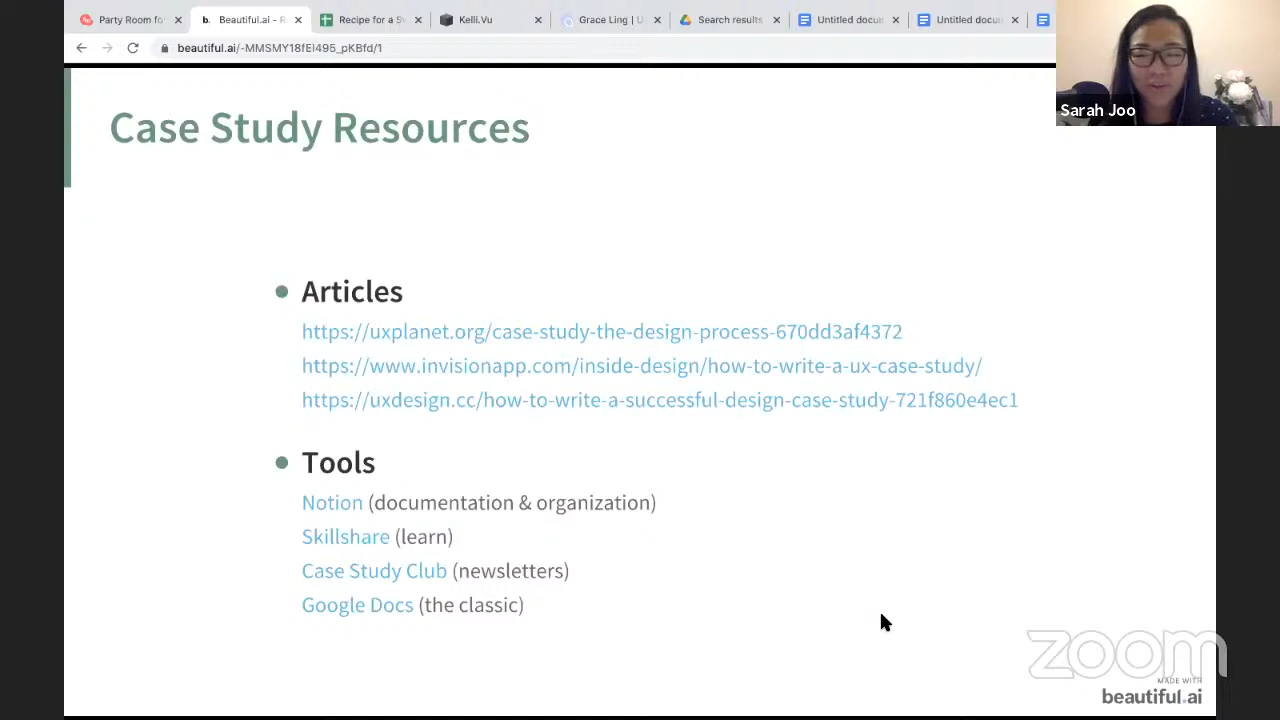 Party Room fo
b. Beautiful.ai - R
Recipe for a S
Kelli.Vu
Grace Ling | U
Search results
Untitled docu
Untitled docu
beautiful.ai/-MMSMY18fEl495_pKBfd/1
Sarah Joo
Case Study Resources
Articles
https://uxplanet.org/case-study-the-design-process-670dd3af4372
https://www.invisionapp.com/inside-design/how-to-write-a-ux-case-study/
https://uxdesign.cc/how-to-write-a-successful-design-case-study-721f860e4ec1
Tools
Notion (documentation & organization)
Skillshare (learn)
Case Study Club (newsletters)
Google Docs (the classic)
zoom
MADE WITH
beautiful.ai